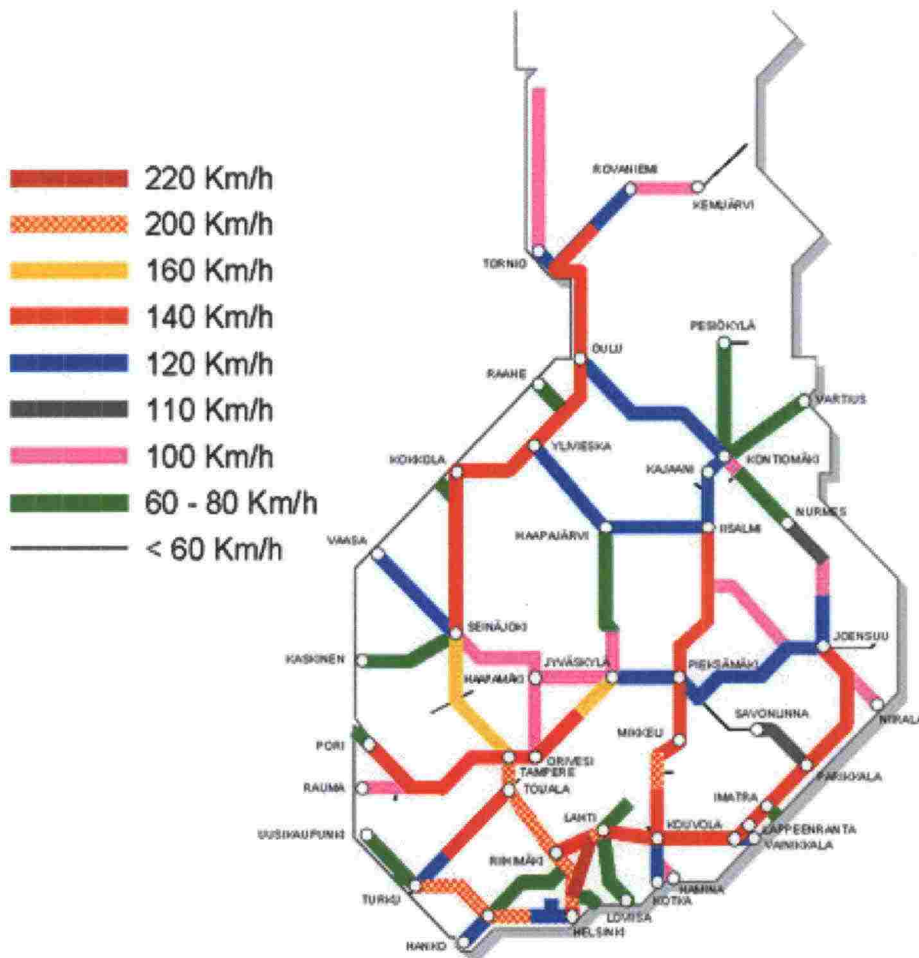 220 Km/h
200 Km/h
160 Km/h
140 Km/h
120 Km/h
110 Km/h
100 Km/h
60 - 80 Km/h
< 60 Km/h
ROVANIEMI
KEMIJÄRVI
TORNIO
PESIÖKYLÄ
OULU
RAAHE
VARTIUS
YLIVIESKA
KOKKOLA
KAJAANI
KONTIOMÄKI
NURMES
VAASA
HAAPAJÄRVI
IISALMI
SEINÄJOKI
JOENSUU
KASKINEN
HAAPAMÄKI
JYVÄSKYLÄ
PIEKSÄMÄKI
SAVONLINNA
NIIRALA
PORI
MIKKELI
ORIVESI
TAMPERE
PARIKKALA
RAUMA
TOIJALA
IMATRA
UUSIKAUPUNKI
LAHTI
KOUVOLA
LAPPEENRANTA
VAINIKKALA
RIIHIMÄKI
TURKU
HAMINA
KOTKA
LOVIISA
HELSINKI
HANKO